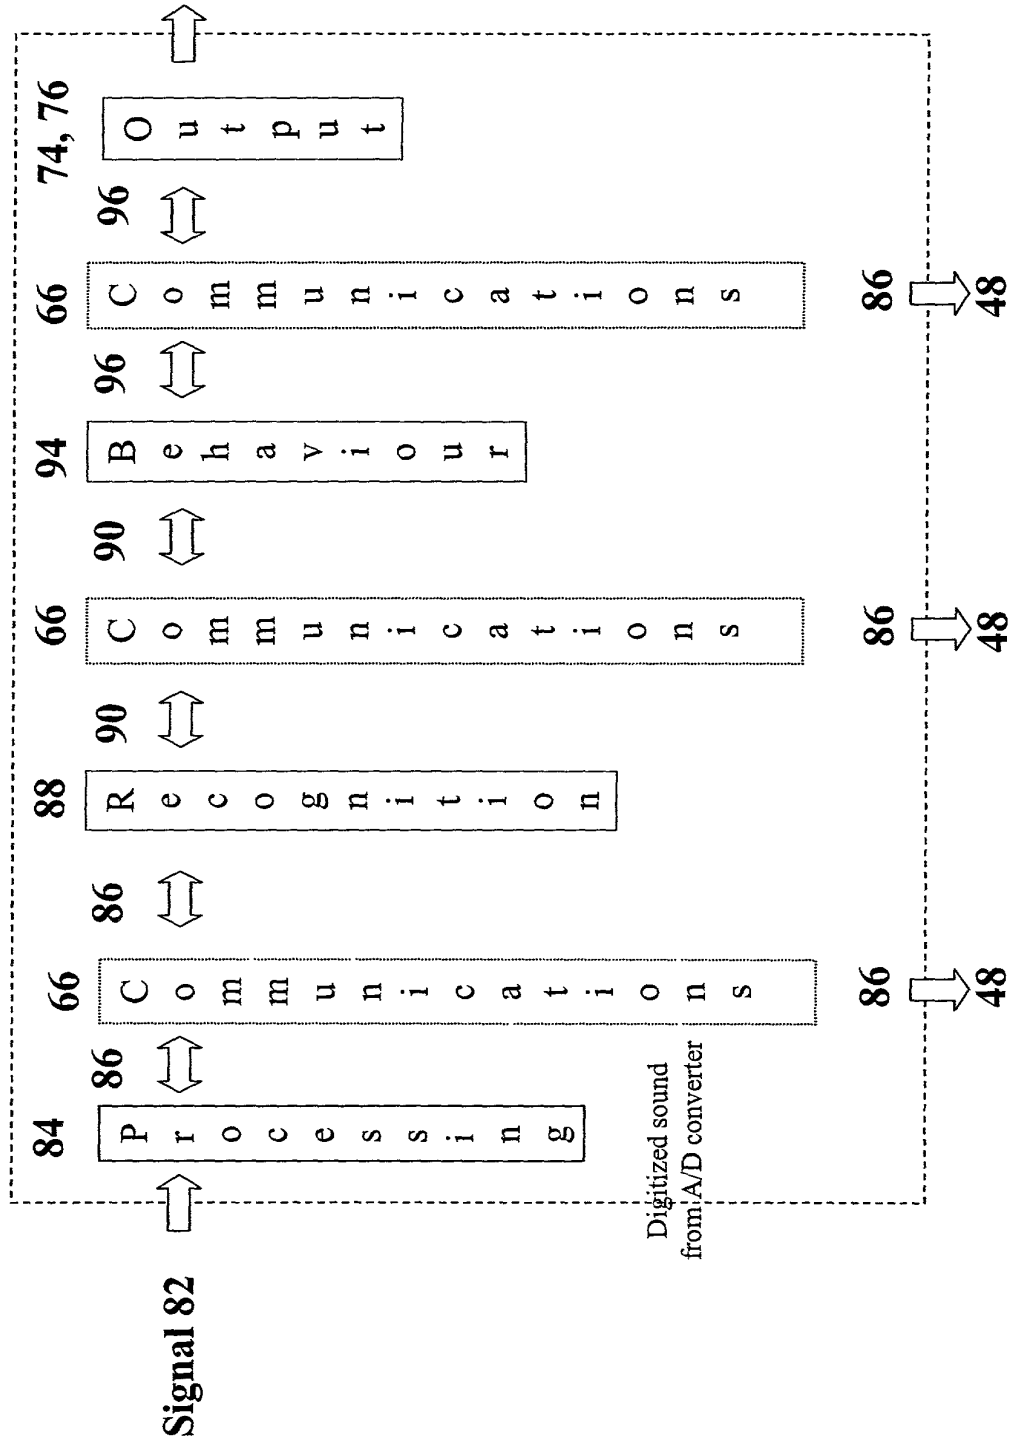 84 66 88 66 94 66 74, 76
86 86 90 90 96 96
Signal 82
Processing
Communications
Recognition
Communications
Behaviour
Communications
Output
Digitized sound
from A/D converter
86 86 86
48 48 48